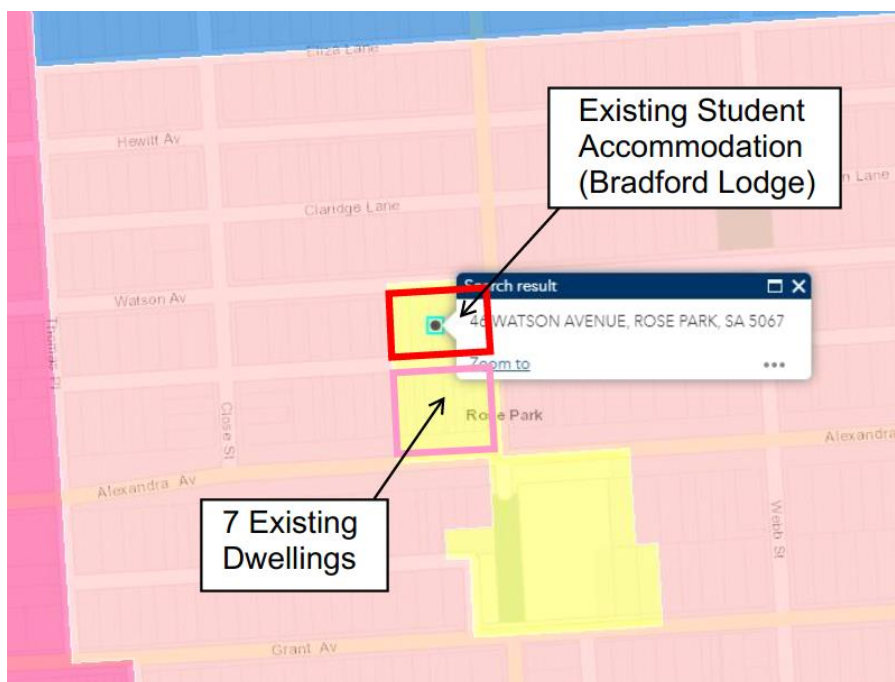 Eliza Lane
Existing Student
Accommodation
(Bradford Lodge)
Hewitt Av
n Lane
Claridge Lane
Search result
46 WATSON AVENUE, ROSE PARK, SA 5067
Zoom to
Watson Av
Thomas Pl
Close St
Rose Park
Alexandra
Alexandra Av
7 Existing
Dwellings
Webb St
Grant Av